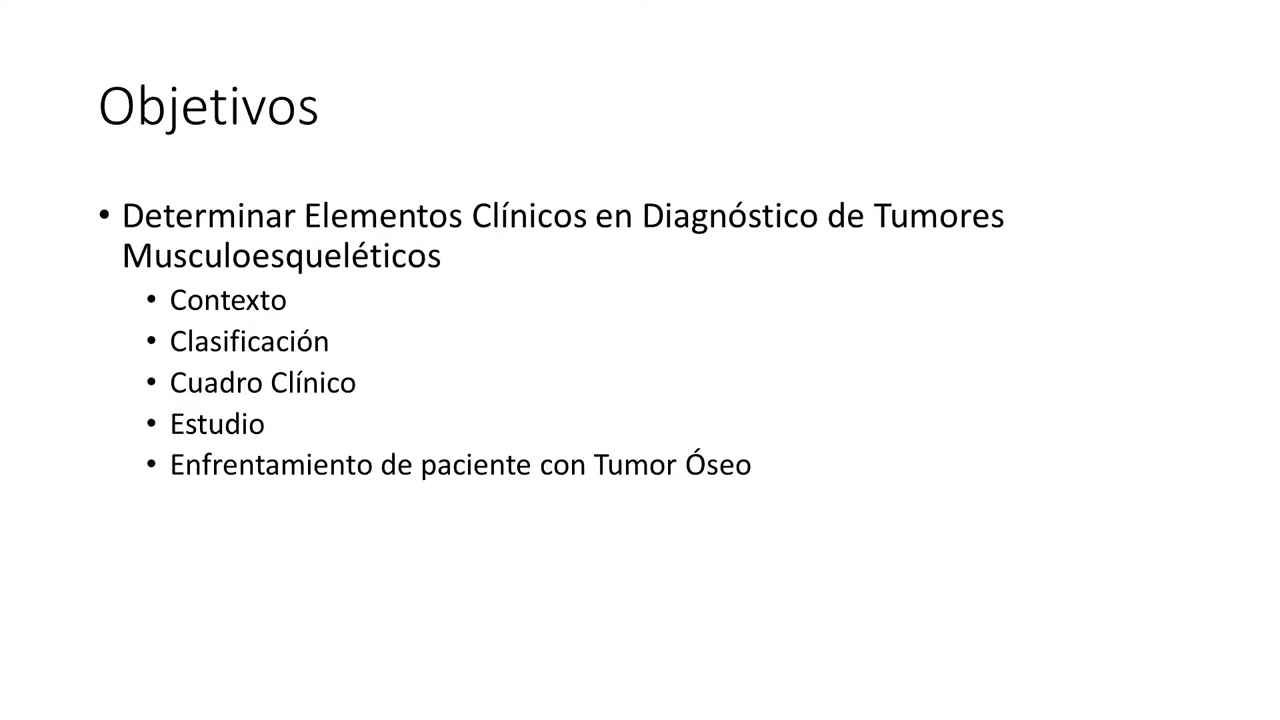 Objetivos
• Determinar Elementos Clínicos en Diagnóstico de Tumores
Musculoesqueléticos
• Contexto
• Clasificación
• Cuadro Clínico
• Estudio
• Enfrentamiento de paciente con Tumor Óseo